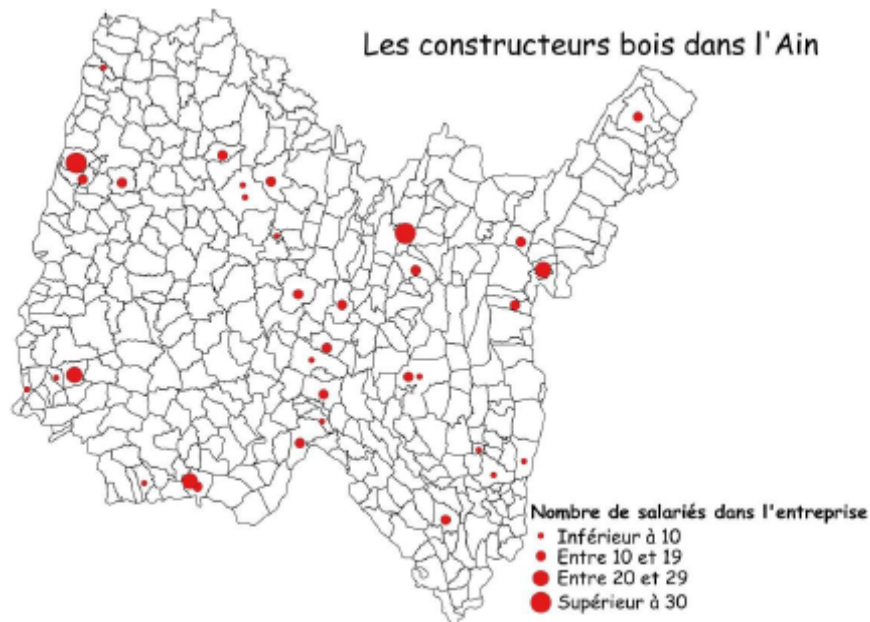 Les constructeurs bois dans l'Ain
Nombre de salariés dans l'entreprise
Inférieur à 10
Entre 10 et 19
Entre 20 et 29
Supérieur à 30